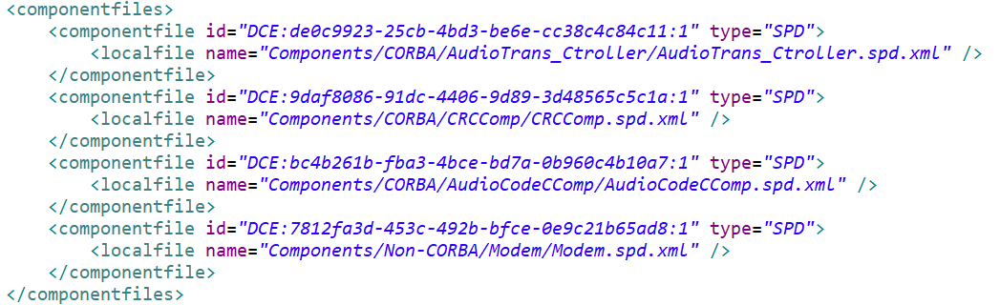 <componentfiles>
<componentfile id="DCE:de0c9923-25cb-4bd3-be6e-cc38c4c84c11:1" type="SPD">
<localfile name="Components/CORBA/AudioTrans_Ctroller/AudioTrans_Ctroller.spd.xml" />
</componentfile>
<componentfile id="DCE:9daf8086-91dc-4406-9d89-3d48565c5c1a:1" type="SPD">
<localfile name="Components/CORBA/CRCComp/CRCComp.spd.xml" />
</componentfile>
<componentfile id="DCE:bc4b261b-fba3-4bce-bd7a-0b960c4b10a7:1" type="SPD">
<localfile name="Components/CORBA/AudioCodeCComp/AudioCodeCComp.spd.xml" />
</componentfile>
<componentfile id="DCE:7812fa3d-453c-492b-bfce-0e9c21b65ad8:1" type="SPD">
<localfile name="Components/Non-CORBA/Modem/Modem.spd.xml" />
</componentfile>
</componentfiles>